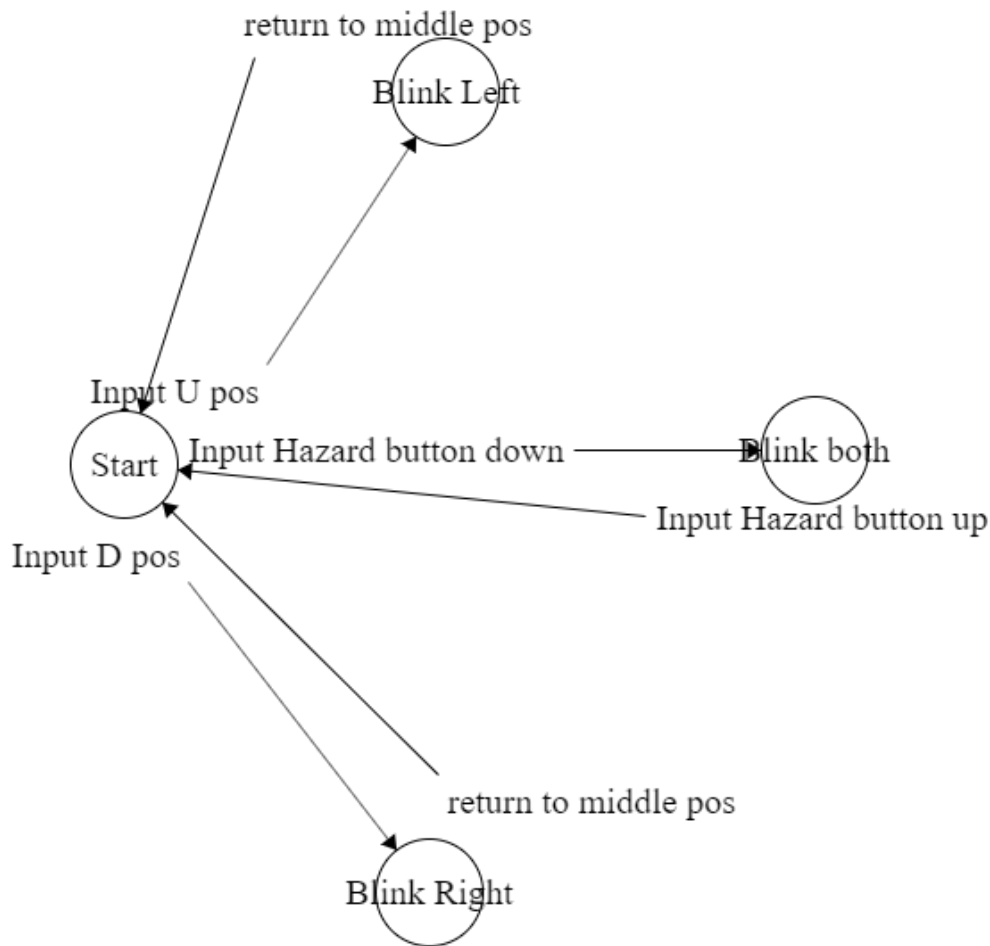 return to middle pos
Blink Left
Input U pos
Start
Input Hazard button down
Blink both
Input Hazard button up
Input D pos
return to middle pos
Blink Right